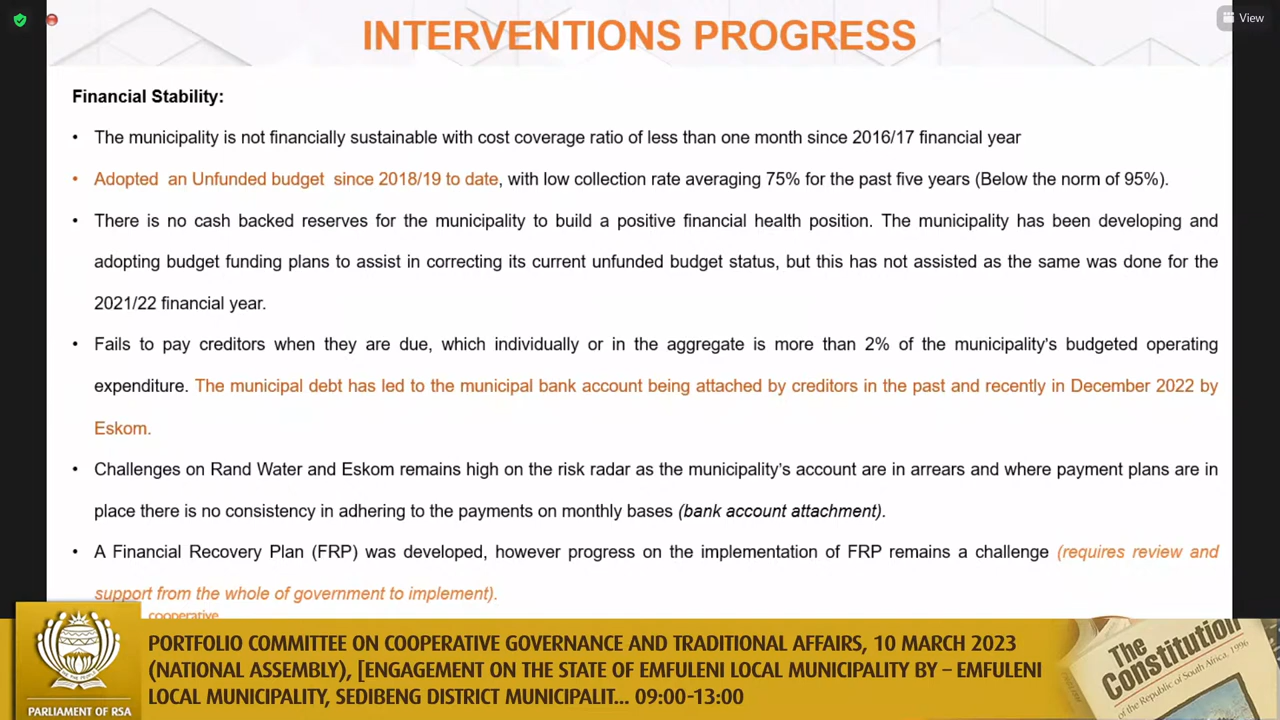 View
INTERVENTIONS PROGRESS
Financial Stability:
• The municipality is not financially sustainable with cost coverage ratio of less than one month since 2016/17 financial year
• Adopted an Unfunded budget since 2018/19 to date, with low collection rate averaging 75% for the past five years (Below the norm of 95%).
• There is no cash backed reserves for the municipality to build a positive financial health position. The municipality has been developing and
adopting budget funding plans to assist in correcting its current unfunded budget status, but this has not assisted as the same was done for the
2021/22 financial year.
• Fails to pay creditors when they are due, which individually or in the aggregate is more than 2% of the municipality's budgeted operating
expenditure. The municipal debt has led to the municipal bank account being attached by creditors in the past and recently in December 2022 by
Eskom.
• Challenges on Rand Water and Eskom remains high on the risk radar as the municipality's account are in arrears and where payment plans are in
place there is no consistency in adhering to the payments on monthly bases (bank account attachment).
• A Financial Recovery Plan (FRP) was developed, however progress on the implementation of FRP remains a challenge (requires review and
support from the whole of government to implement).
cooperative
PORTFOLIO COMMITTEE ON COOPERATIVE GOVERNANCE AND TRADITIONAL AFFAIRS, 10 MARCH 2023
(NATIONAL ASSEMBLY), [ENGAGEMENT ON THE STATE OF EMFULENI LOCAL MUNICIPALITY BY – EMFULENI
LOCAL MUNICIPALITY, SEDIBENG DISTRICT MUNICIPALIT... 09:00-13:00
PARLIAMENT OF RSA
The
Constitution
of the Republic of South Africa, 1996